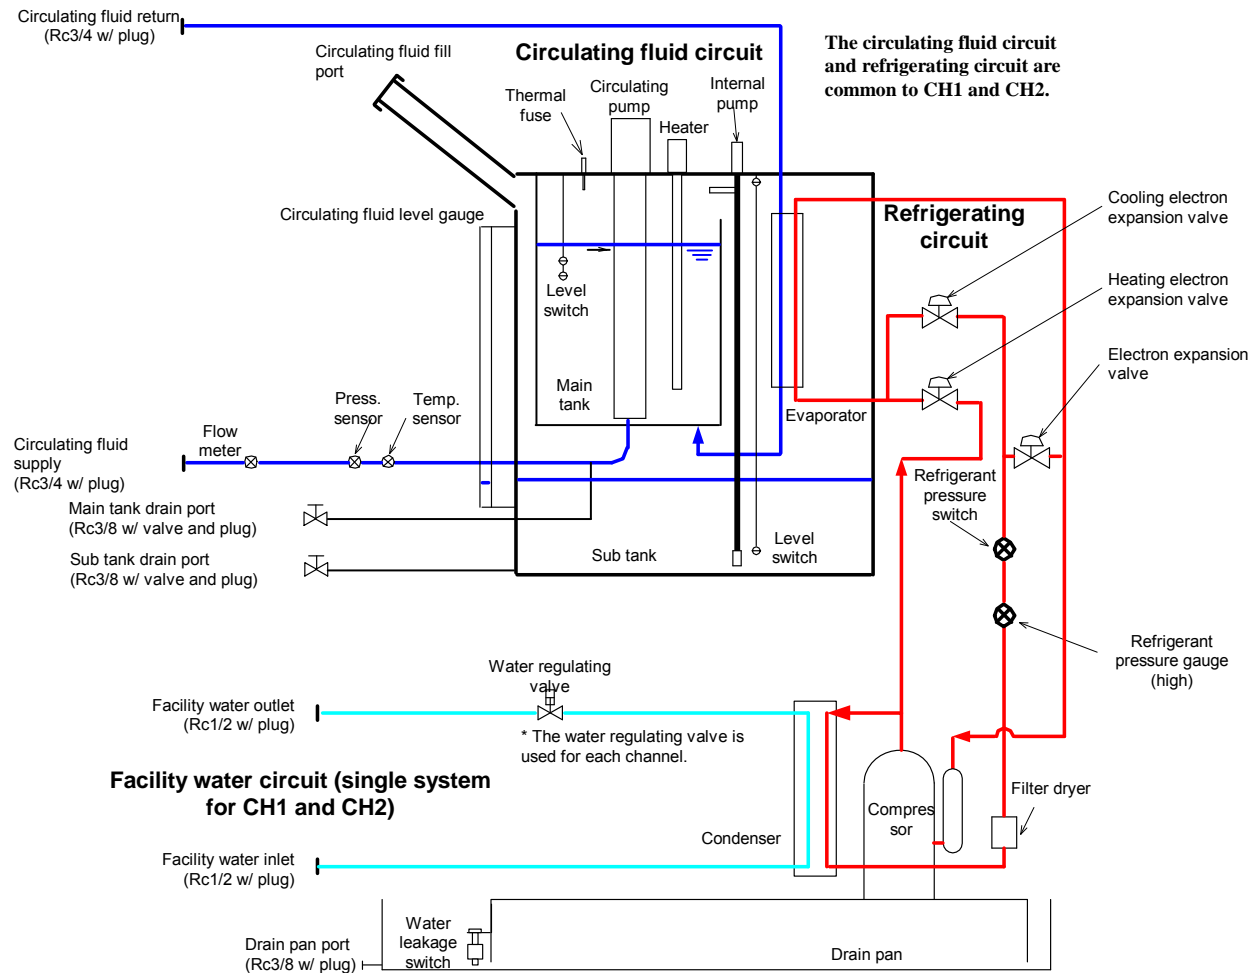 Circulating fluid return
(Rc3/4 w/ plug)
Circulating fluid fill
port
Circulating fluid circuit
The circulating fluid circuit
and refrigerating circuit are
common to CH1 and CH2.
Thermal
fuse
Circulating
pump
Heater
Internal
pump
Circulating fluid level gauge
Refrigerating
circuit
Cooling electron
expansion valve
Heating electron
expansion valve
Electron expansion
valve
Level
switch
Main
tank
Evaporator
Press.
sensor
Temp.
sensor
Flow
meter
Circulating fluid
supply
(Rc3/4 w/ plug)
Refrigerant
pressure
switch
Main tank drain port
(Rc3/8 w/ valve and plug)
Sub tank drain port
(Rc3/8 w/ valve and plug)
Sub tank
Level
switch
Refrigerant
pressure gauge
(high)
Water regulating
valve
Facility water outlet
(Rc1/2 w/ plug)
* The water regulating valve is
used for each channel.
Facility water circuit (single system
for CH1 and CH2)
Condenser
Compres
sor
Filter dryer
Facility water inlet
(Rc1/2 w/ plug)
Water
leakage
switch
Drain pan port
(Rc3/8 w/ plug)
Drain pan